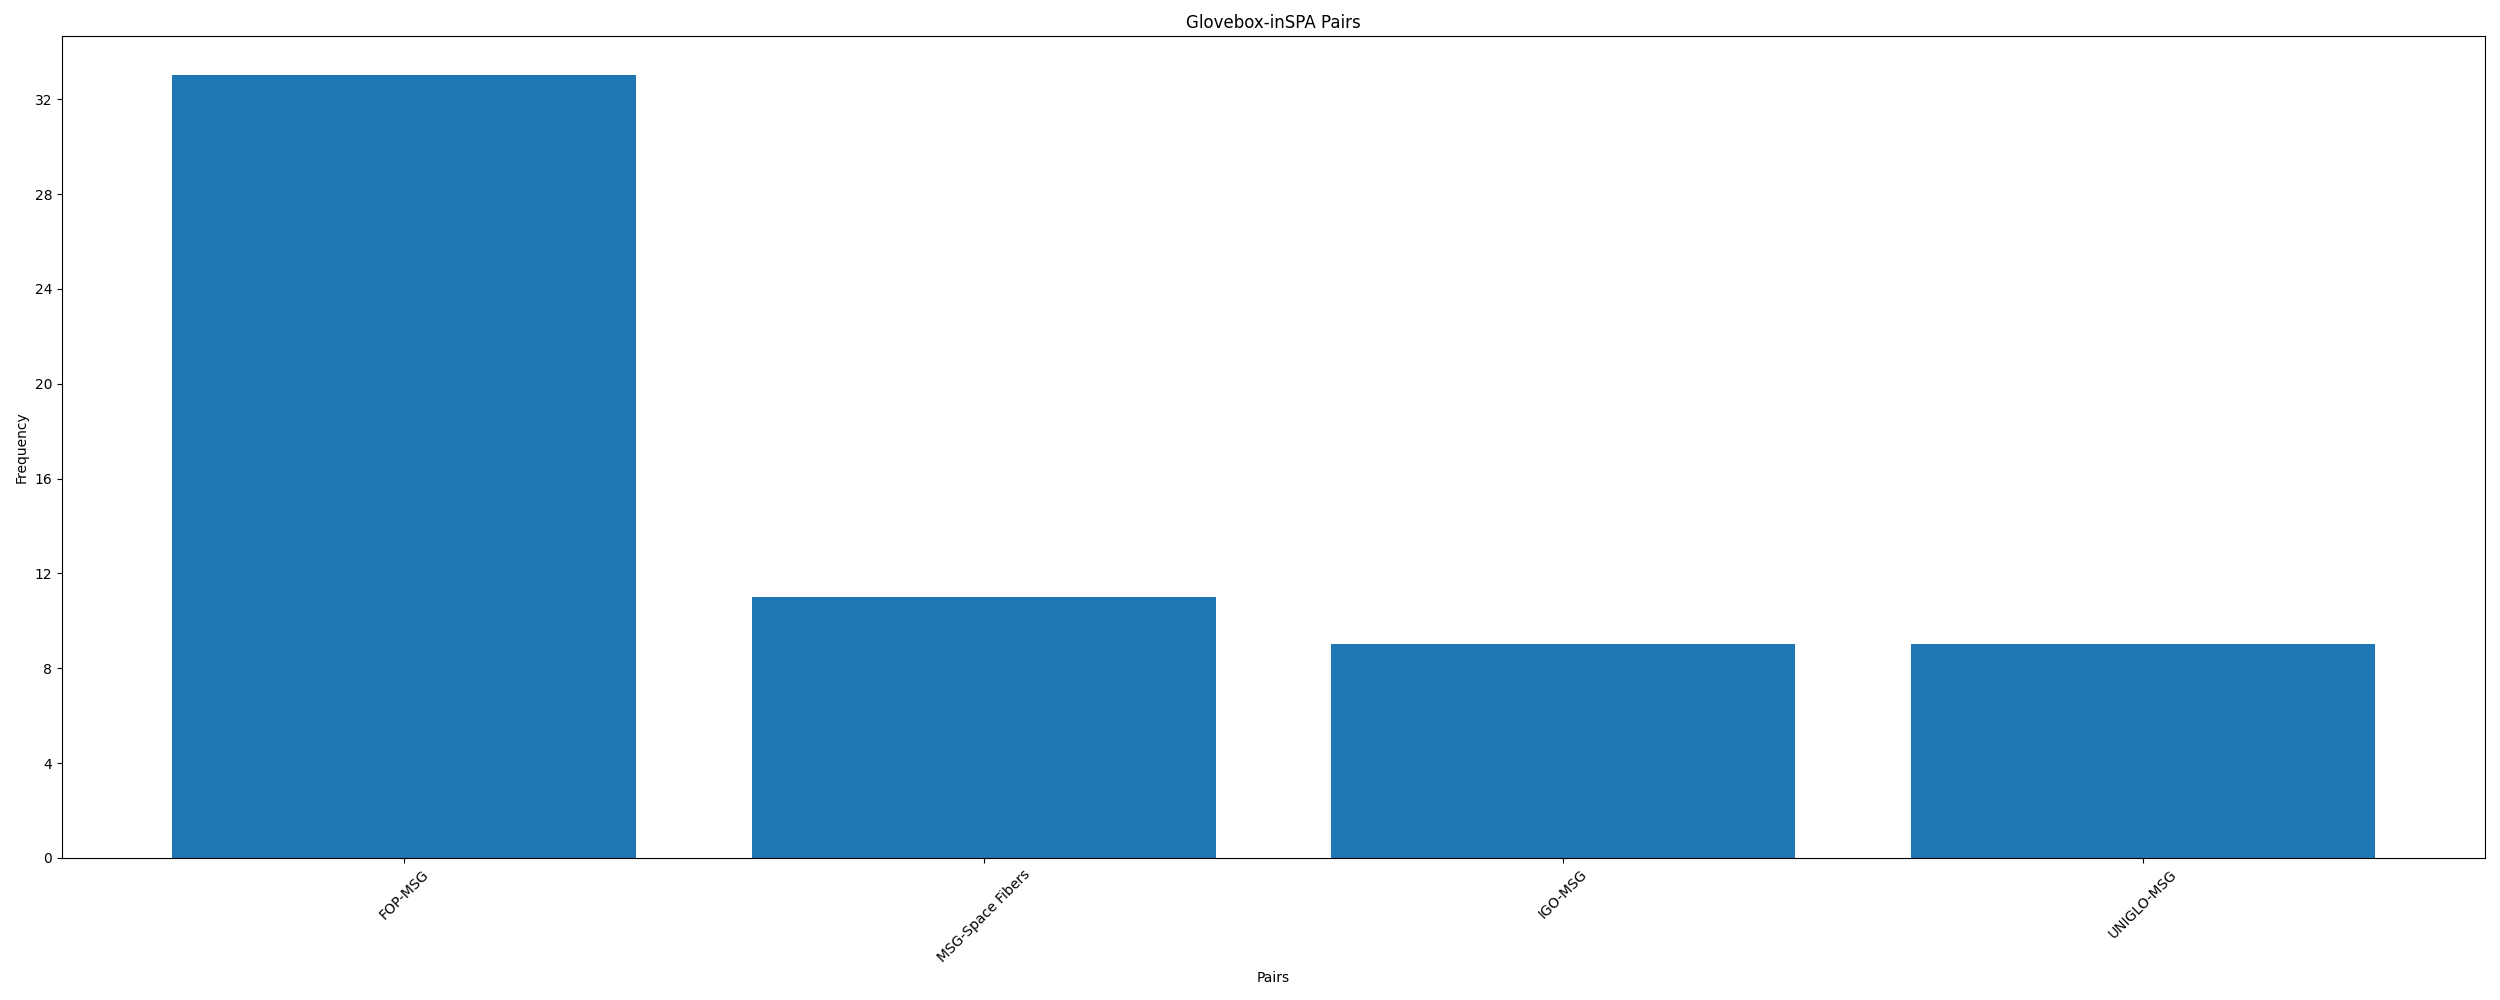 Glovebox-inSPA Pairs
Frequency
32
28
24
20
16
12
8
4
0
FOP-MSG
MSG-Space Fibers
IGO-MSG
UNIGLO-MSG
Pairs